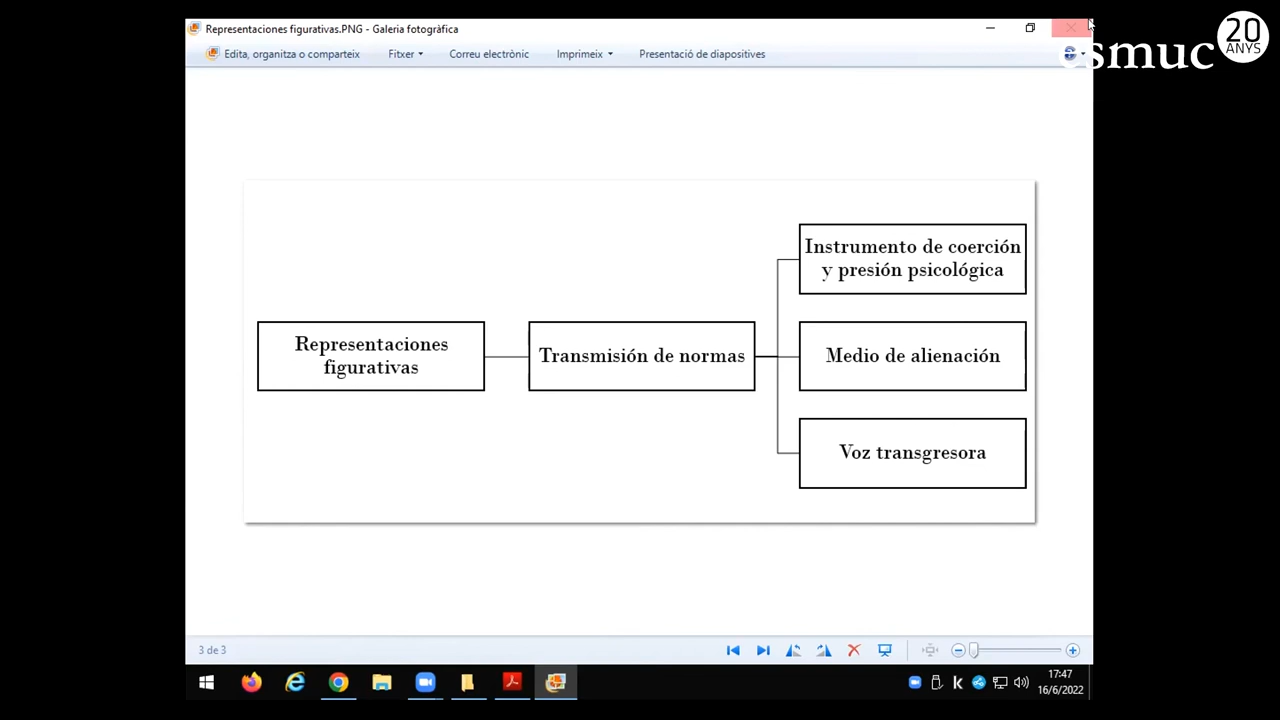 Representaciones figurativas.PNG - Galeria fotogràfica
Edita, organitza o comparteix
Fitxer
Correu electrònic
Imprimeix
Presentació de diapositives
esmuc
20
ANYS
Instrumento de coerción
y presión psicológica
Representaciones
figurativas
Transmisión de normas
Medio de alienación
Voz transgresora
3 de 3
17:47
16/6/2022